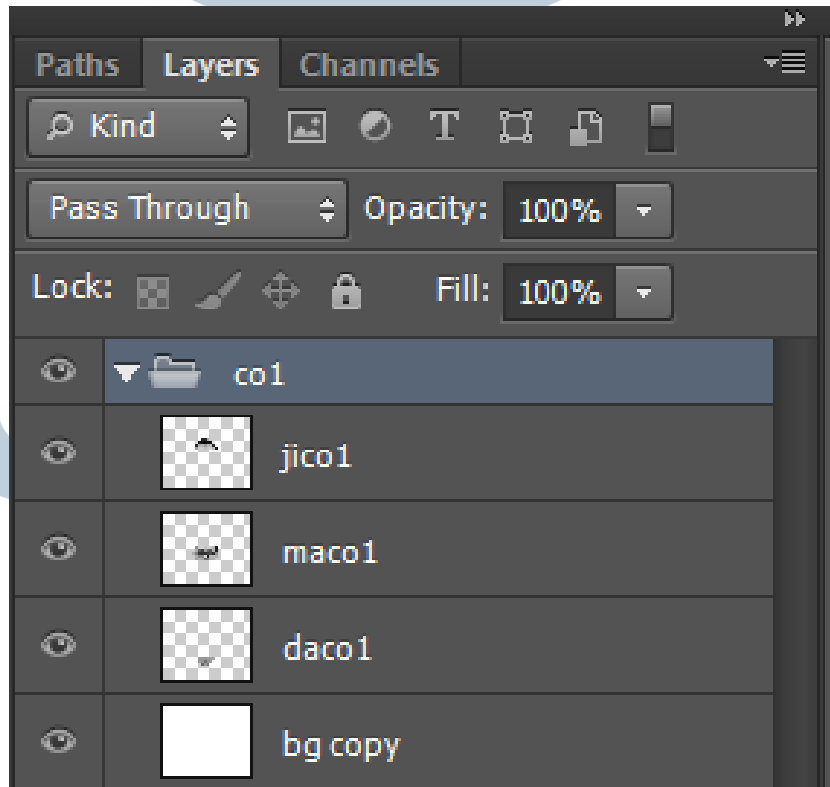 Paths Layers Channels
Kind T
Pass Through Opacity: 100%
Lock: Fill: 100%
co1
jico1
maco1
daco1
bg copy